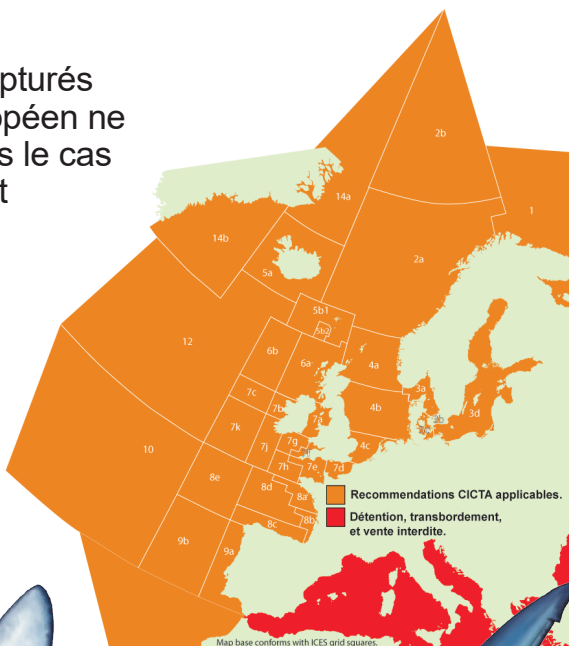 pturés
opéen ne
s le cas
t
2b
1
14a
14b
2a
5a
5b1
5b2
12
6b
6a
4a
3a
7c
7b
4b
3d
7k
7j
7g
4c
10
7h
7e
7d
8e
8d
8a
8b
8c
9b
9a
Recommendations CICTA applicables.
Détention, transbordement,
et vente interdite.
Map base conforms with ICES grid squares.